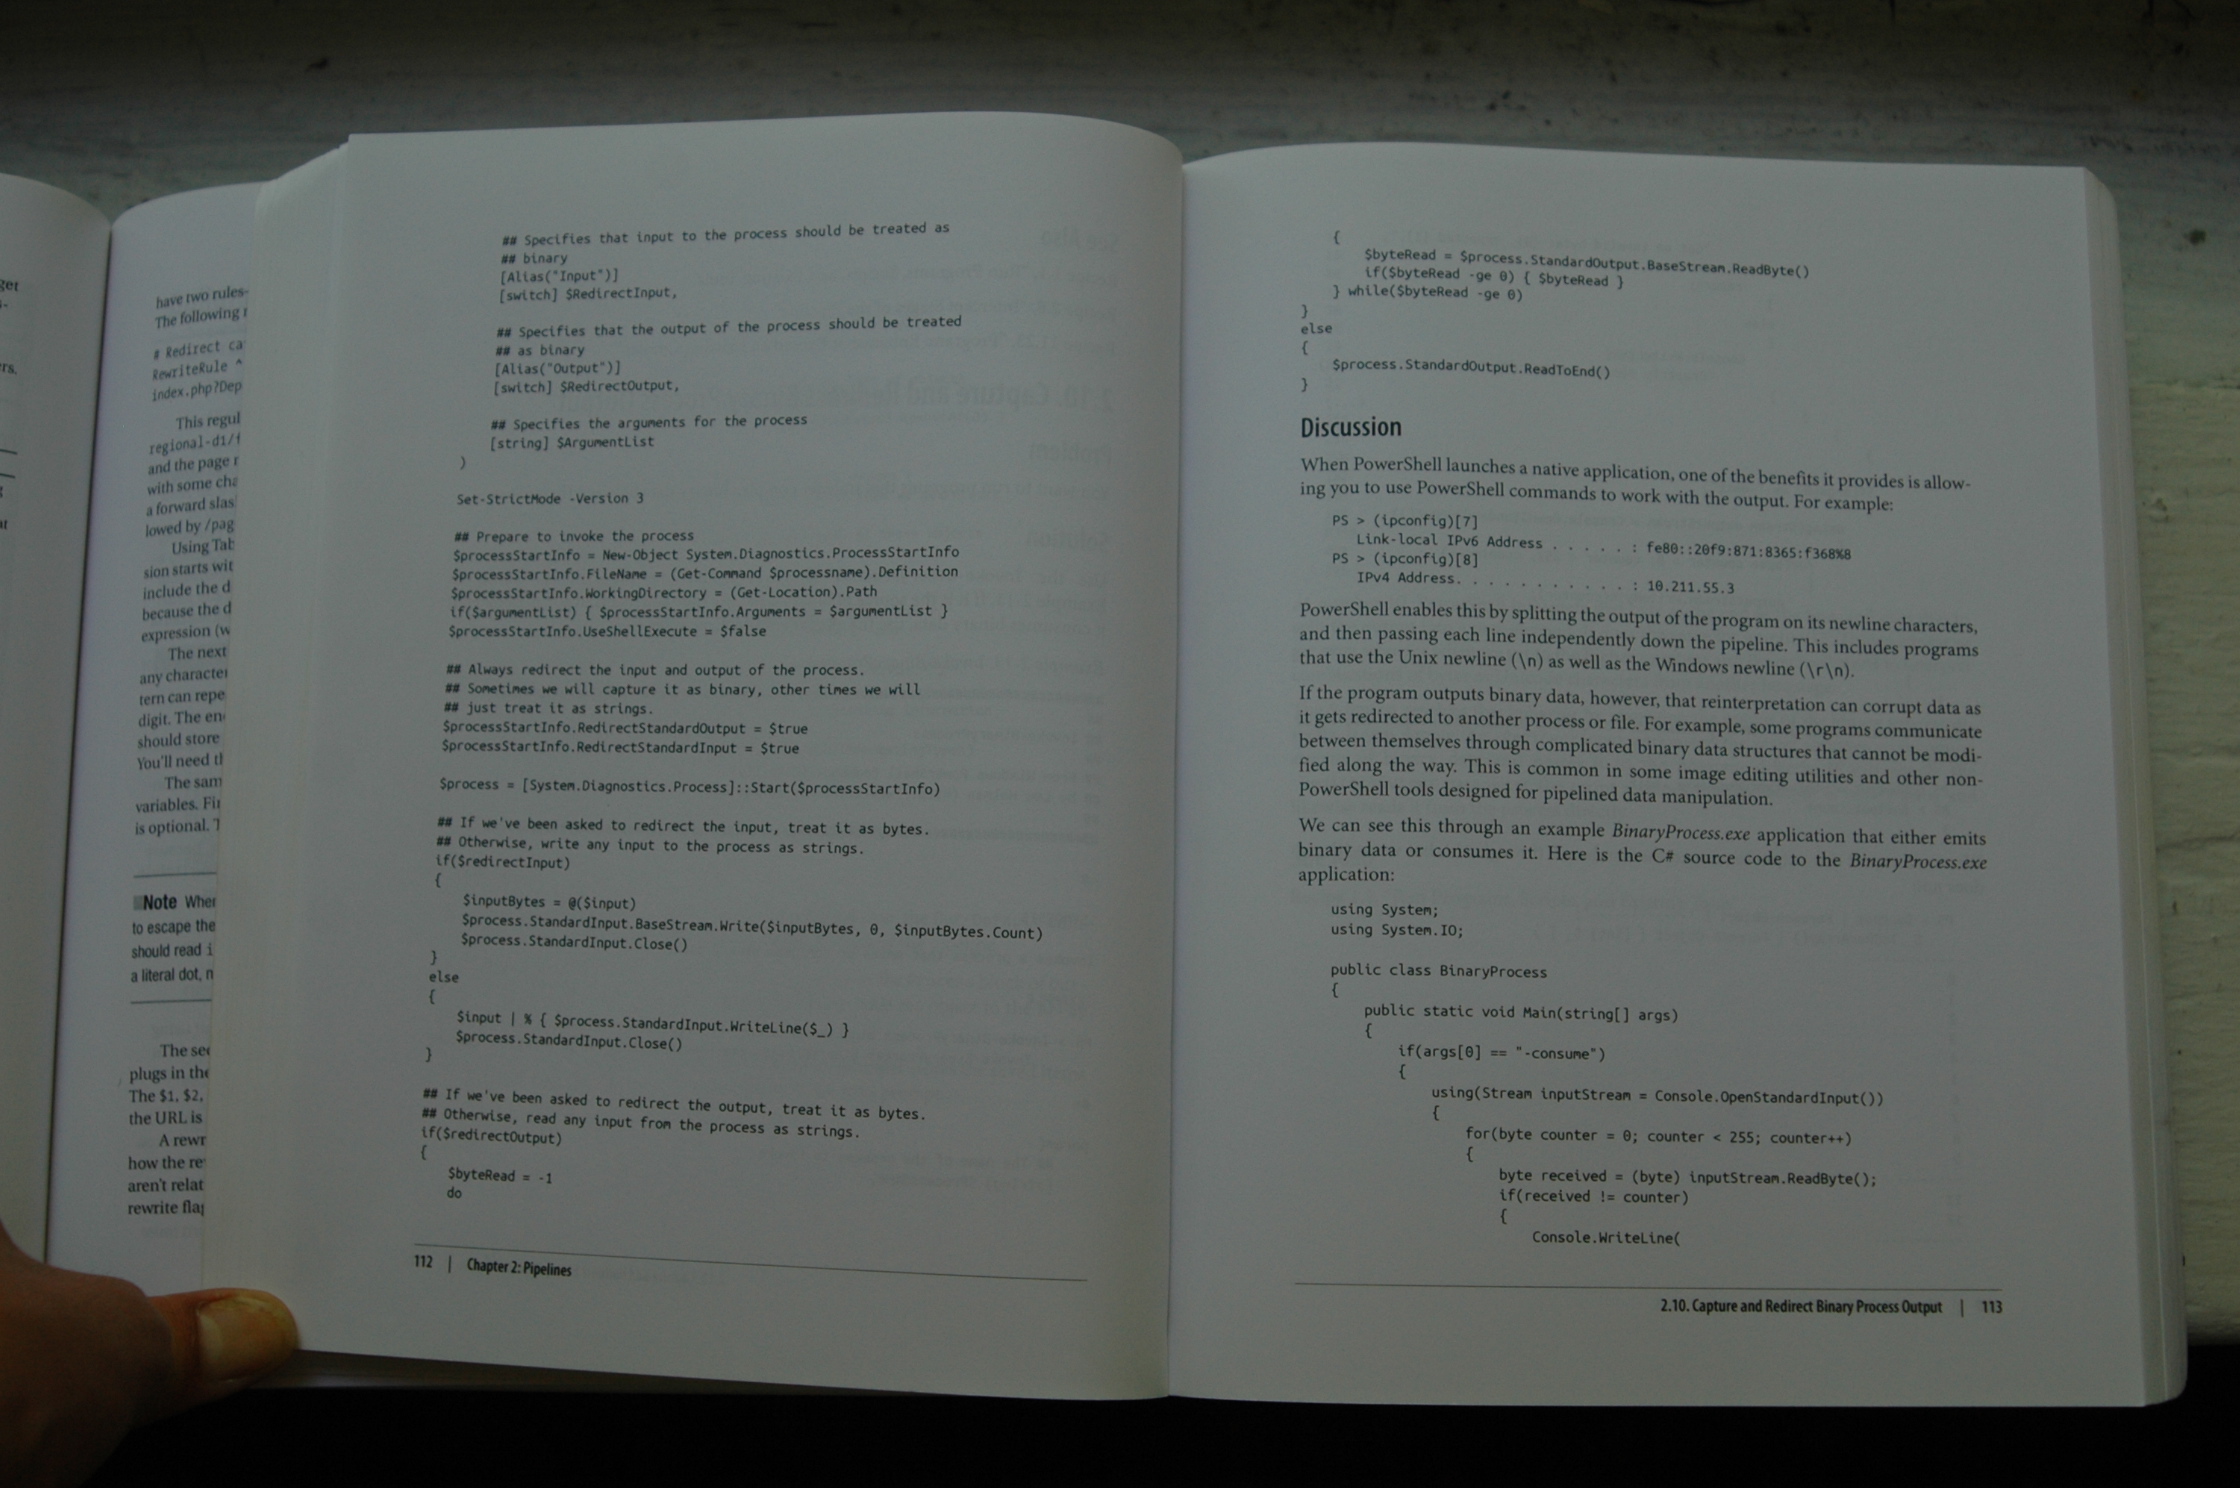 get
s-
ers.
at
have two rules-
The following r
# Redirect ca
RewriteRule ^
index.php?Dep
This regul
regional-d1/f
and the page r
with some cha
a forward slas
lowed by /pag
Using Tab
sion starts wit
include the d
because the d
expression (w
The next
any character
tern can repe
digit. The en
should store
You'll need th
The sam
variables. Fir
is optional. T
Note When
to escape the
should read i
a literal dot, n
The sec
plugs in the
The $1, $2,
the URL is
A rewr
how the re
aren't relat
rewrite flag
## Specifies that input to the process should be treated as
## binary
[Alias("Input")]
[switch] $RedirectInput,
## Specifies that the output of the process should be treated
## as binary
[Alias("Output")]
[switch] $RedirectOutput,
## Specifies the arguments for the process
[string] $ArgumentList
)
Set-StrictMode -Version 3
## Prepare to invoke the process
$processStartInfo = New-Object System.Diagnostics.ProcessStartInfo
$processStartInfo.FileName = (Get-Command $processname).Definition
$processStartInfo.WorkingDirectory = (Get-Location).Path
if($argumentList) { $processStartInfo.Arguments = $argumentList }
$processStartInfo.UseShellExecute = $false
## Always redirect the input and output of the process.
## Sometimes we will capture it as binary, other times we will
## just treat it as strings.
$processStartInfo.RedirectStandardOutput = $true
$processStartInfo.RedirectStandardInput = $true
$process = [System.Diagnostics.Process]::Start($processStartInfo)
## If we've been asked to redirect the input, treat it as bytes.
## Otherwise, write any input to the process as strings.
if($redirectInput)
{
$inputBytes = @($input)
$process.StandardInput.BaseStream.Write($inputBytes, 0, $inputBytes.Count)
$process.StandardInput.Close()
}
else
{
$input | % { $process.StandardInput.WriteLine($_) }
$process.StandardInput.Close()
}
## If we've been asked to redirect the output, treat it as bytes.
## Otherwise, read any input from the process as strings.
if($redirectOutput)
{
$byteRead = -1
do
112 | Chapter 2: Pipelines
{
$byteRead = $process.StandardOutput.BaseStream.ReadByte()
if($byteRead -ge 0) { $byteRead }
} while($byteRead -ge 0)
}
else
{
$process.StandardOutput.ReadToEnd()
}
Discussion
When PowerShell launches a native application, one of the benefits it provides is allow-
ing you to use PowerShell commands to work with the output. For example:
PS > (ipconfig)[7]
Link-local IPv6 Address . . . . . : fe80::20f9:871:8365:f368%8
PS > (ipconfig)[8]
IPv4 Address. . . . . . . . . . . : 10.211.55.3
PowerShell enables this by splitting the output of the program on its newline characters,
and then passing each line independently down the pipeline. This includes programs
that use the Unix newline (\n) as well as the Windows newline (\r\n).
If the program outputs binary data, however, that reinterpretation can corrupt data as
it gets redirected to another process or file. For example, some programs communicate
between themselves through complicated binary data structures that cannot be modi-
fied along the way. This is common in some image editing utilities and other non-
PowerShell tools designed for pipelined data manipulation.
We can see this through an example BinaryProcess.exe application that either emits
binary data or consumes it. Here is the C# source code to the BinaryProcess.exe
application:
using System;
using System.IO;
public class BinaryProcess
{
public static void Main(string[] args)
{
if(args[0] == "-consume")
{
using(Stream inputStream = Console.OpenStandardInput())
{
for(byte counter = 0; counter < 255; counter++)
{
byte received = (byte) inputStream.ReadByte();
if(received != counter)
{
Console.WriteLine(
2.10. Capture and Redirect Binary Process Output | 113